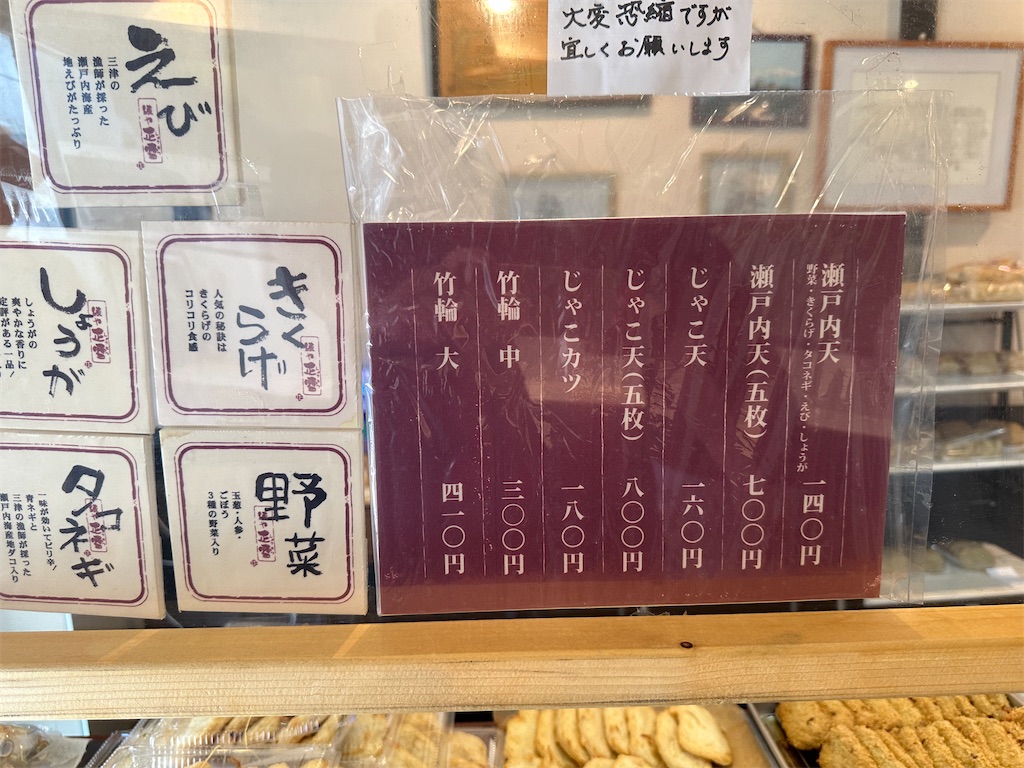 大変恐縮ですが
宜しくお願いします
えび
三津の
漁師が採った
瀬戸内海産
地えびがたっぷり
しょうが
しょうがの
爽やかな香りに
定評がある一品！
きくらげ
人気の秘訣は
きくらげの
コリコリ食感
タコネギ
一味が効いてピリ辛！
青ネギと
三津の漁師が採った
瀬戸内海産地ダコ入り
野菜
玉葱・人参・
ごぼう
3種の野菜入り
瀬戸内天 一四〇円
野菜・きくらげ・タコネギ・えび・しょうが
瀬戸内天（五枚） 七〇〇円
じゃこ天 一六〇円
じゃこ天（五枚） 八〇〇円
じゃこカツ 一八〇円
竹輪 中 三〇〇円
竹輪 大 四一〇円